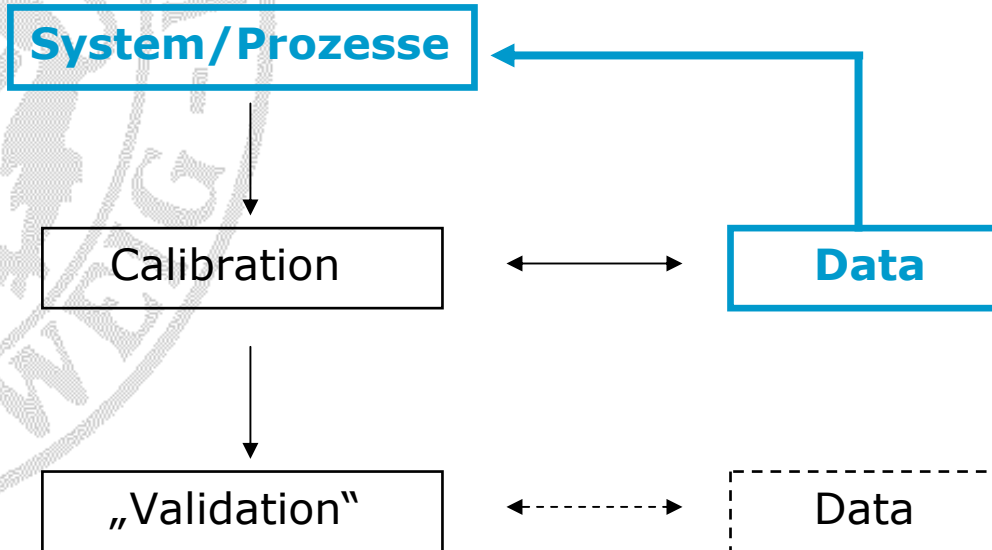 System/Prozesse
Calibration
Data
„Validation“
Data